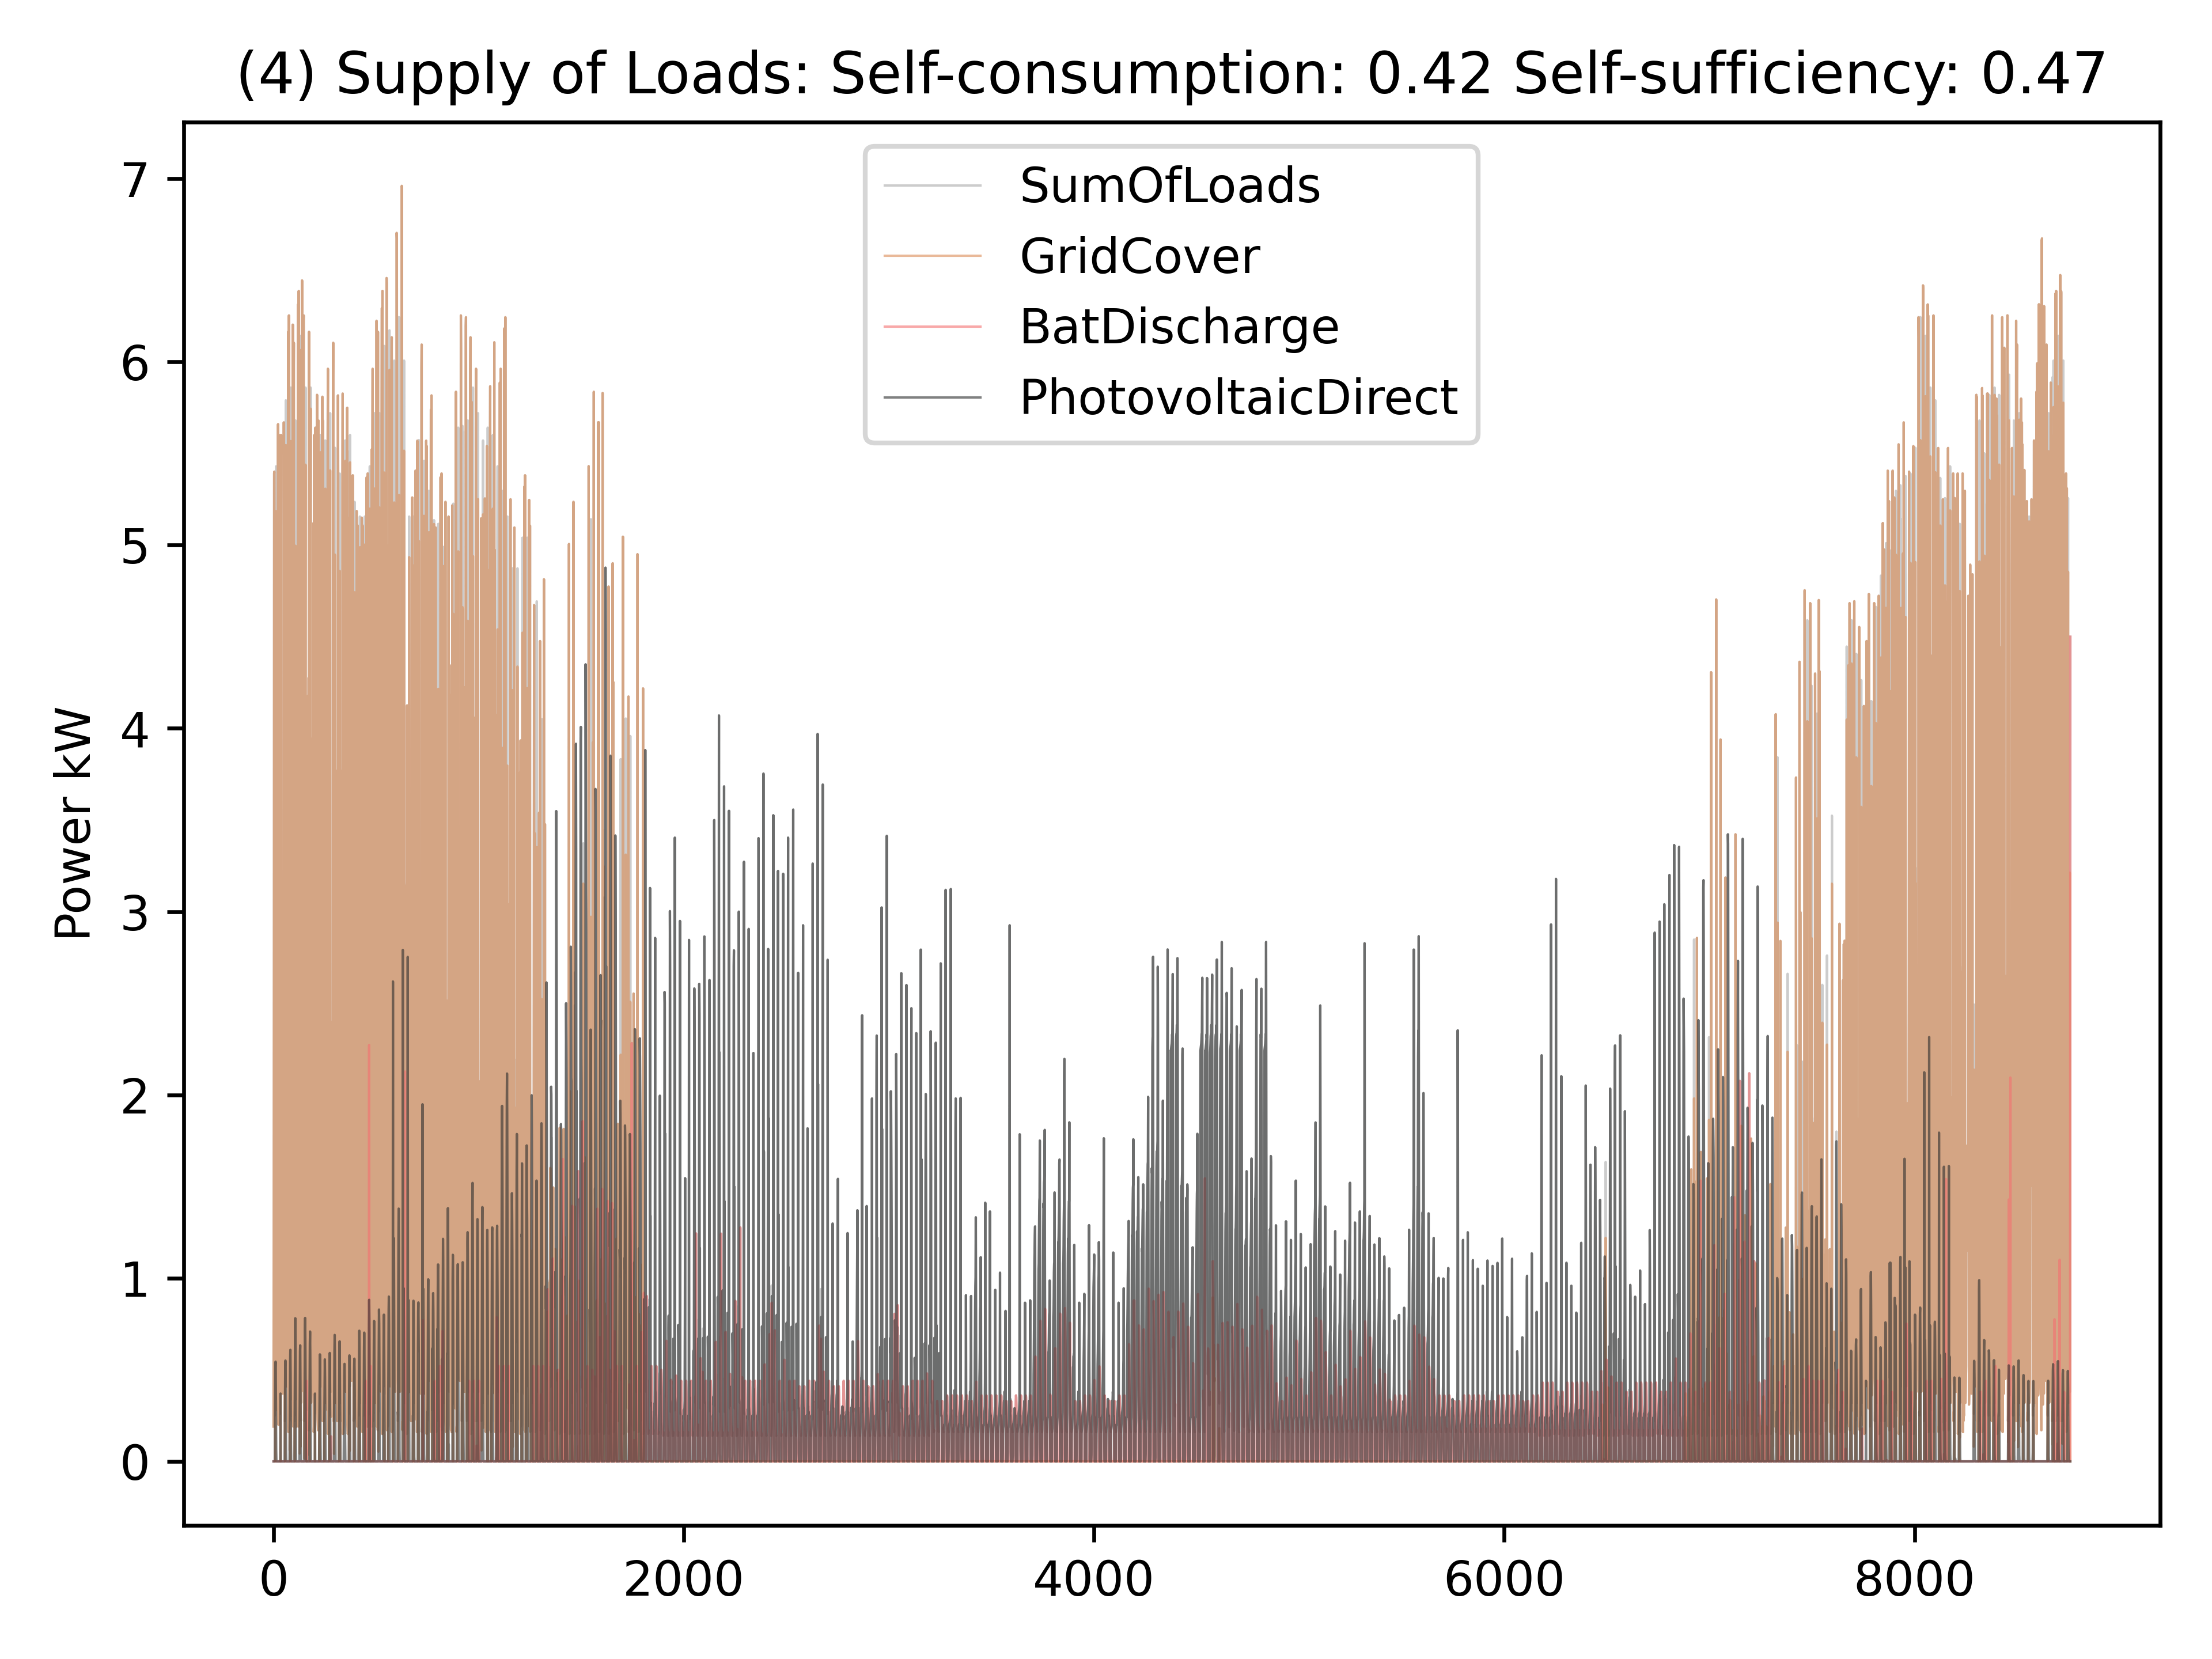 (4) Supply of Loads: Self-consumption: 0.42 Self-sufficiency: 0.47
SumOfLoads
GridCover
BatDischarge
PhotovoltaicDirect
Power kW
7
6
5
4
3
2
1
0
0 2000 4000 6000 8000